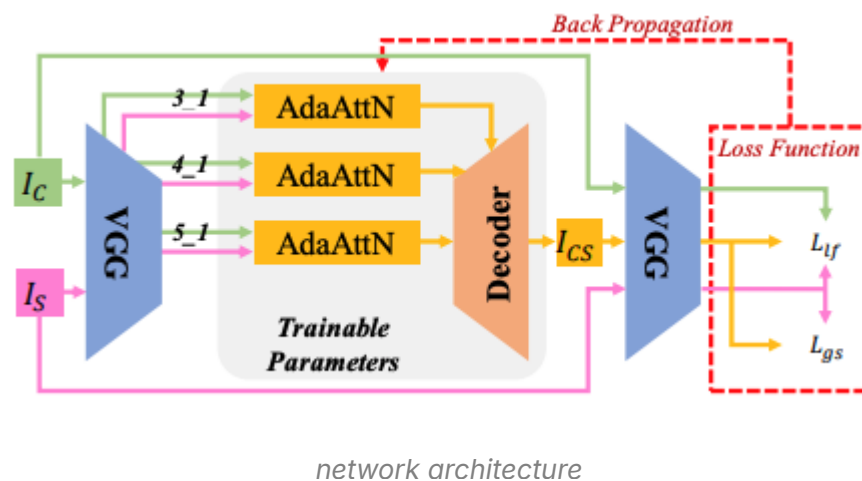 Back Propagation
3_1
AdaAttN
Loss Function
4_1
AdaAttN
I_C
VGG
5_1
AdaAttN
Decoder
I_CS
VGG
L_lf
I_S
Trainable
Parameters
L_gs
network architecture